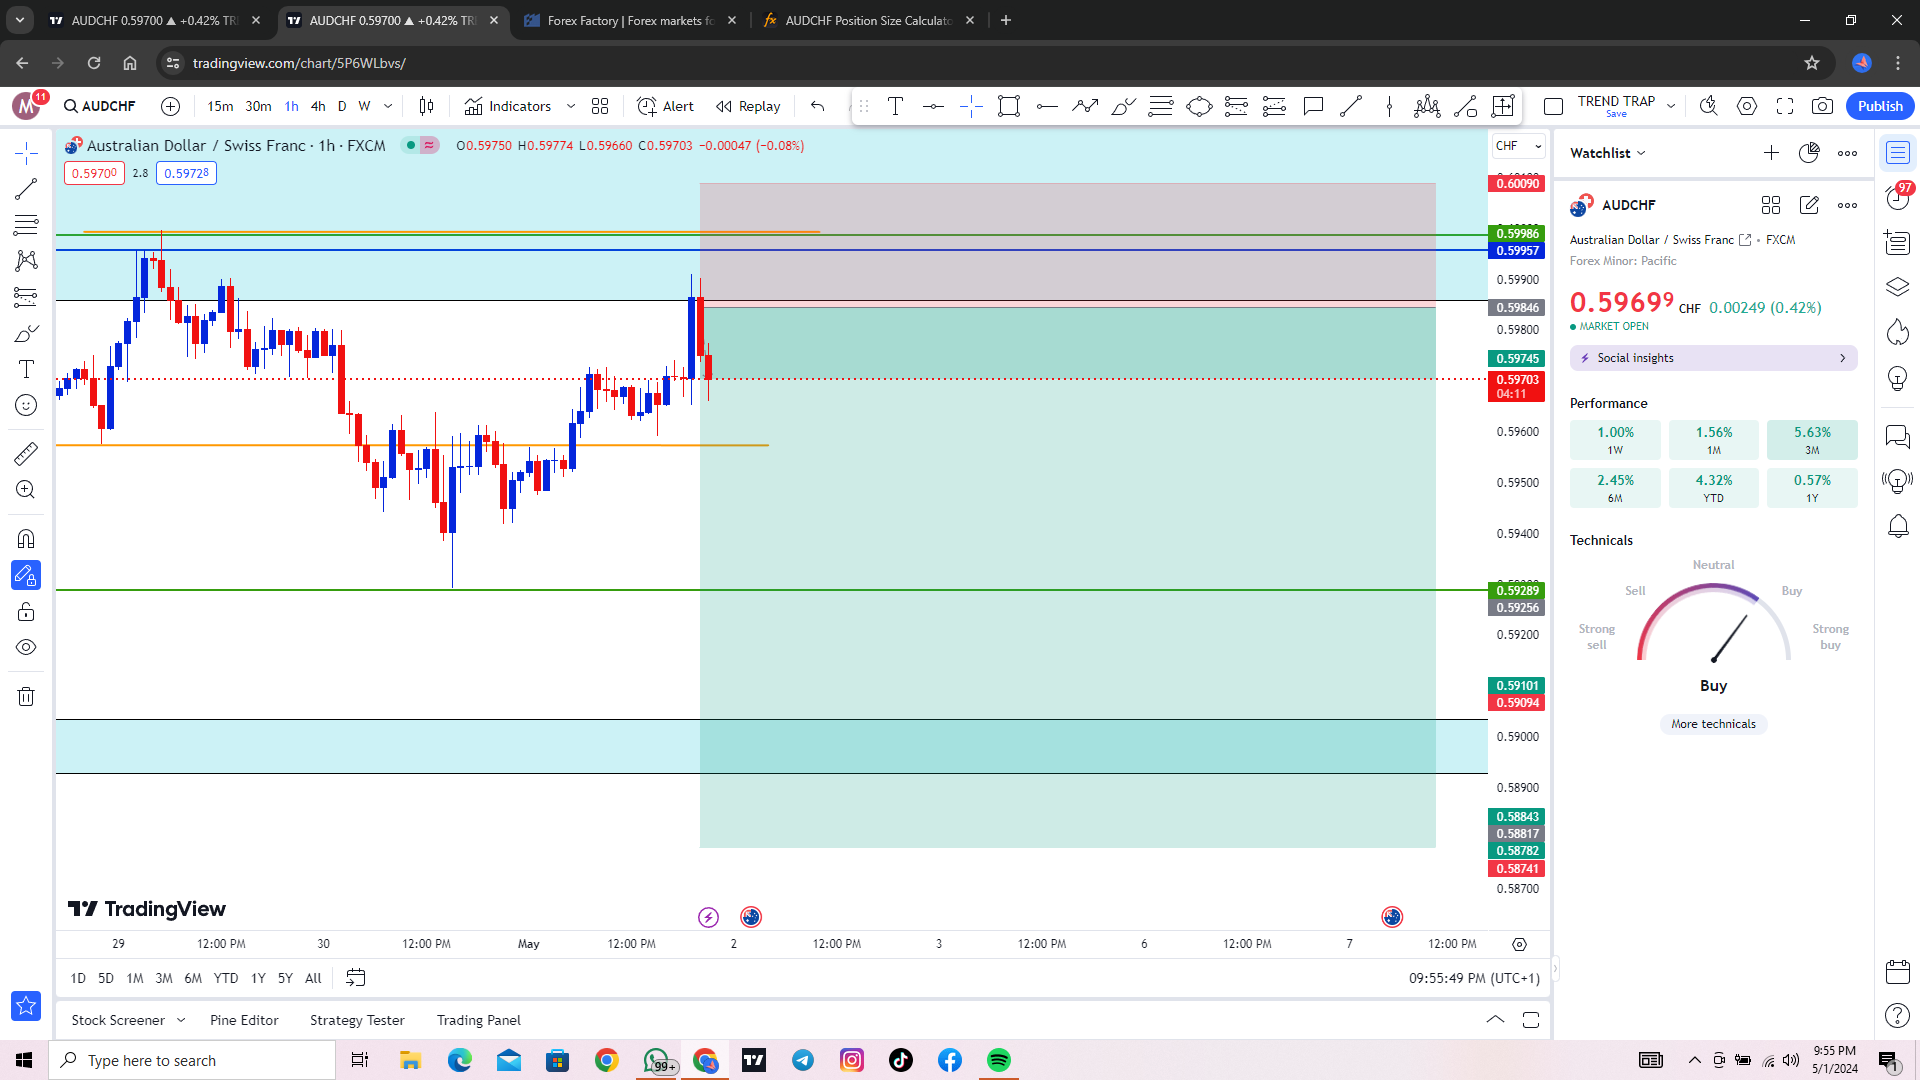 AUDCHF 0.59700 ▲ +0.42% TR
AUDCHF 0.59700 ▲ +0.42% TR
Forex Factory | Forex markets fo
AUDCHF Position Size Calculato
tradingview.com/chart/5P6WLbvs/
M 11 AUDCHF 15m 30m 1h 4h D W Indicators Alert Replay TREND TRAP Save Publish
Australian Dollar / Swiss Franc · 1h · FXCM O0.59750 H0.59774 L0.59660 C0.59703 −0.00047 (−0.08%)
0.59700 2.8 0.59728
CHF
0.60090
0.59986
0.59957
0.59900
0.59846
0.59800
0.59745
0.59703
04:11
0.59600
0.59500
0.59400
0.59289
0.59256
0.59200
0.59101
0.59094
0.59000
0.58900
0.58843
0.58817
0.58782
0.58741
0.58700
TradingView
29 12:00 PM 30 12:00 PM May 12:00 PM 2 12:00 PM 3 12:00 PM 6 12:00 PM 7 12:00 PM
1D 5D 1M 3M 6M YTD 1Y 5Y All 09:55:49 PM (UTC+1)
Stock Screener Pine Editor Strategy Tester Trading Panel
Watchlist
AUDCHF
Australian Dollar / Swiss Franc • FXCM
Forex Minor: Pacific
0.59699 CHF 0.00249 (0.42%)
MARKET OPEN
Social insights
Performance
1.00% 1.56% 5.63%
1W 1M 3M
2.45% 4.32% 0.57%
6M YTD 1Y
Technicals
Neutral
Sell Buy
Strong sell Strong buy
Buy
More technicals
97
Type here to search
99+
9:55 PM
5/1/2024
1